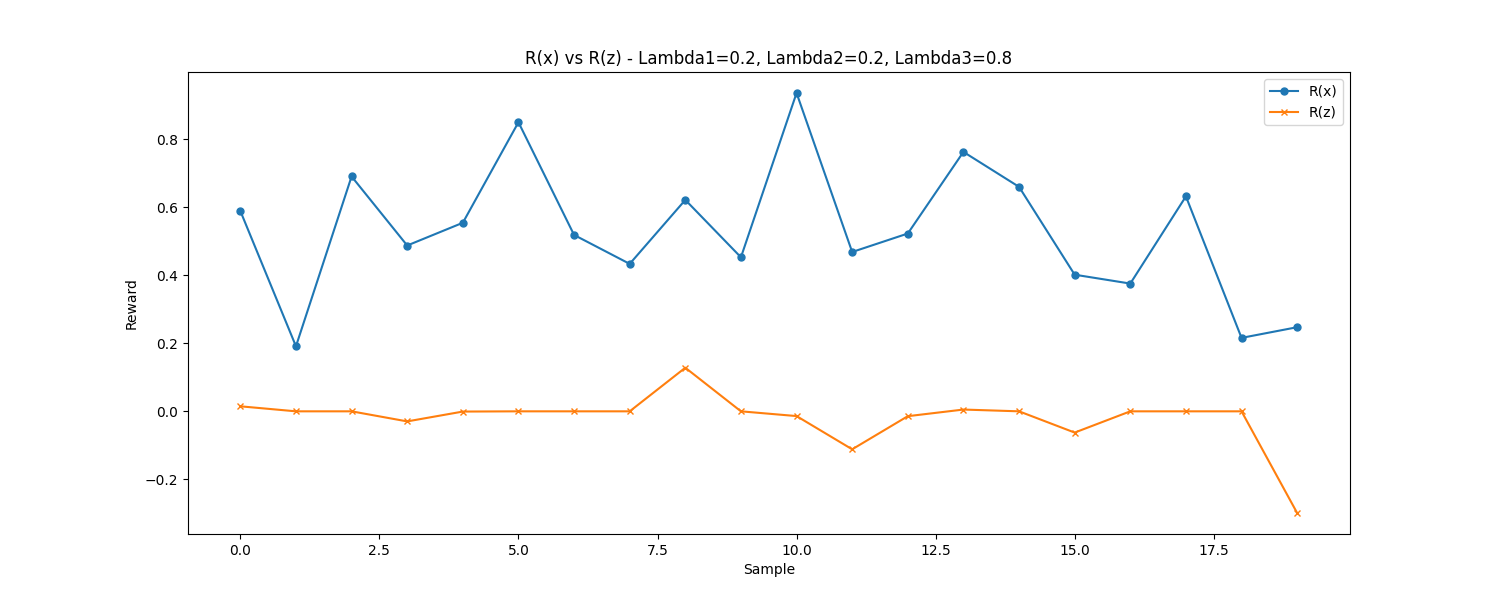 R(x) vs R(z) - Lambda1=0.2, Lambda2=0.2, Lambda3=0.8
R(x)
R(z)
Reward
0.8
0.6
0.4
0.2
0.0
−0.2
0.0 2.5 5.0 7.5 10.0 12.5 15.0 17.5
Sample